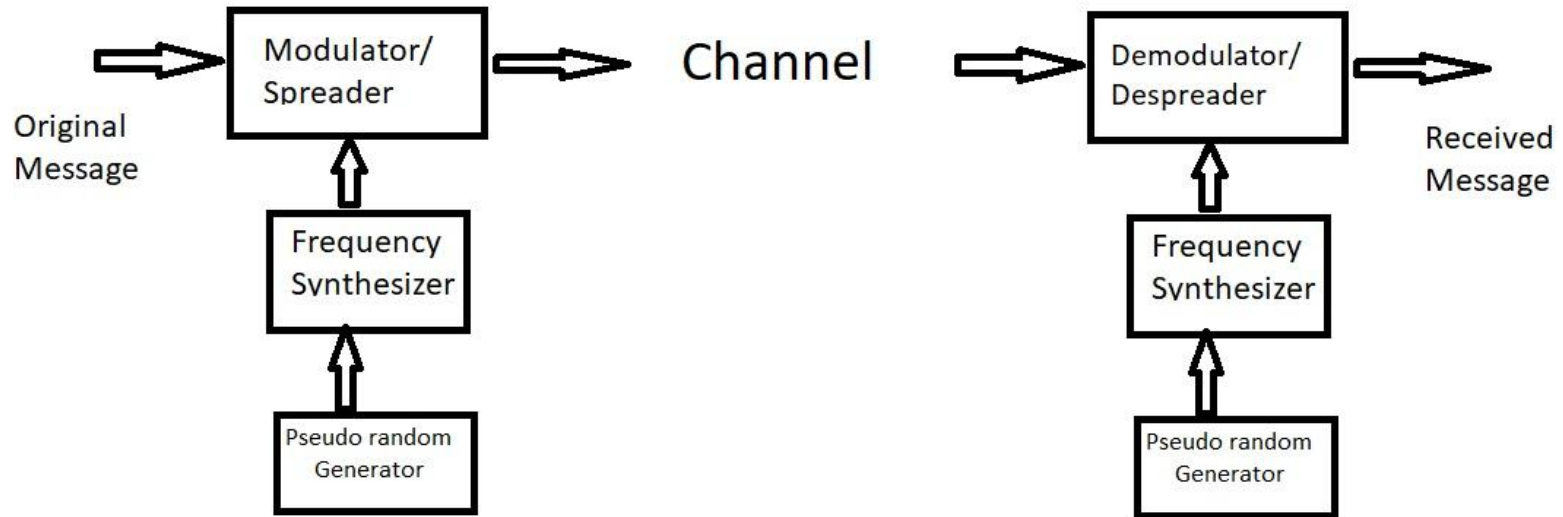 Modulator/
Spreader
Channel
Demodulator/
Despreader
Original
Message
Received
Message
Frequency
Synthesizer
Frequency
Synthesizer
Pseudo random
Generator
Pseudo random
Generator